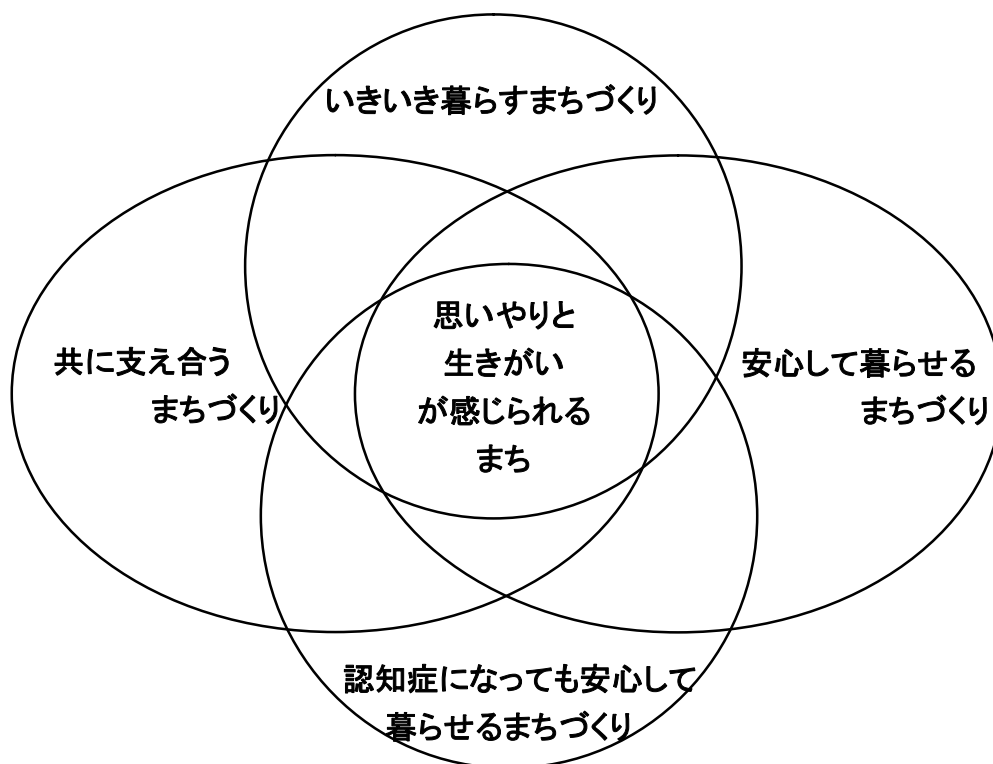 いきいき暮らすまちづくり
共に支え合う
まちづくり
思いやりと
生きがい
が感じられる
まち
安心して暮らせる
まちづくり
認知症になっても安心して
暮らせるまちづくり